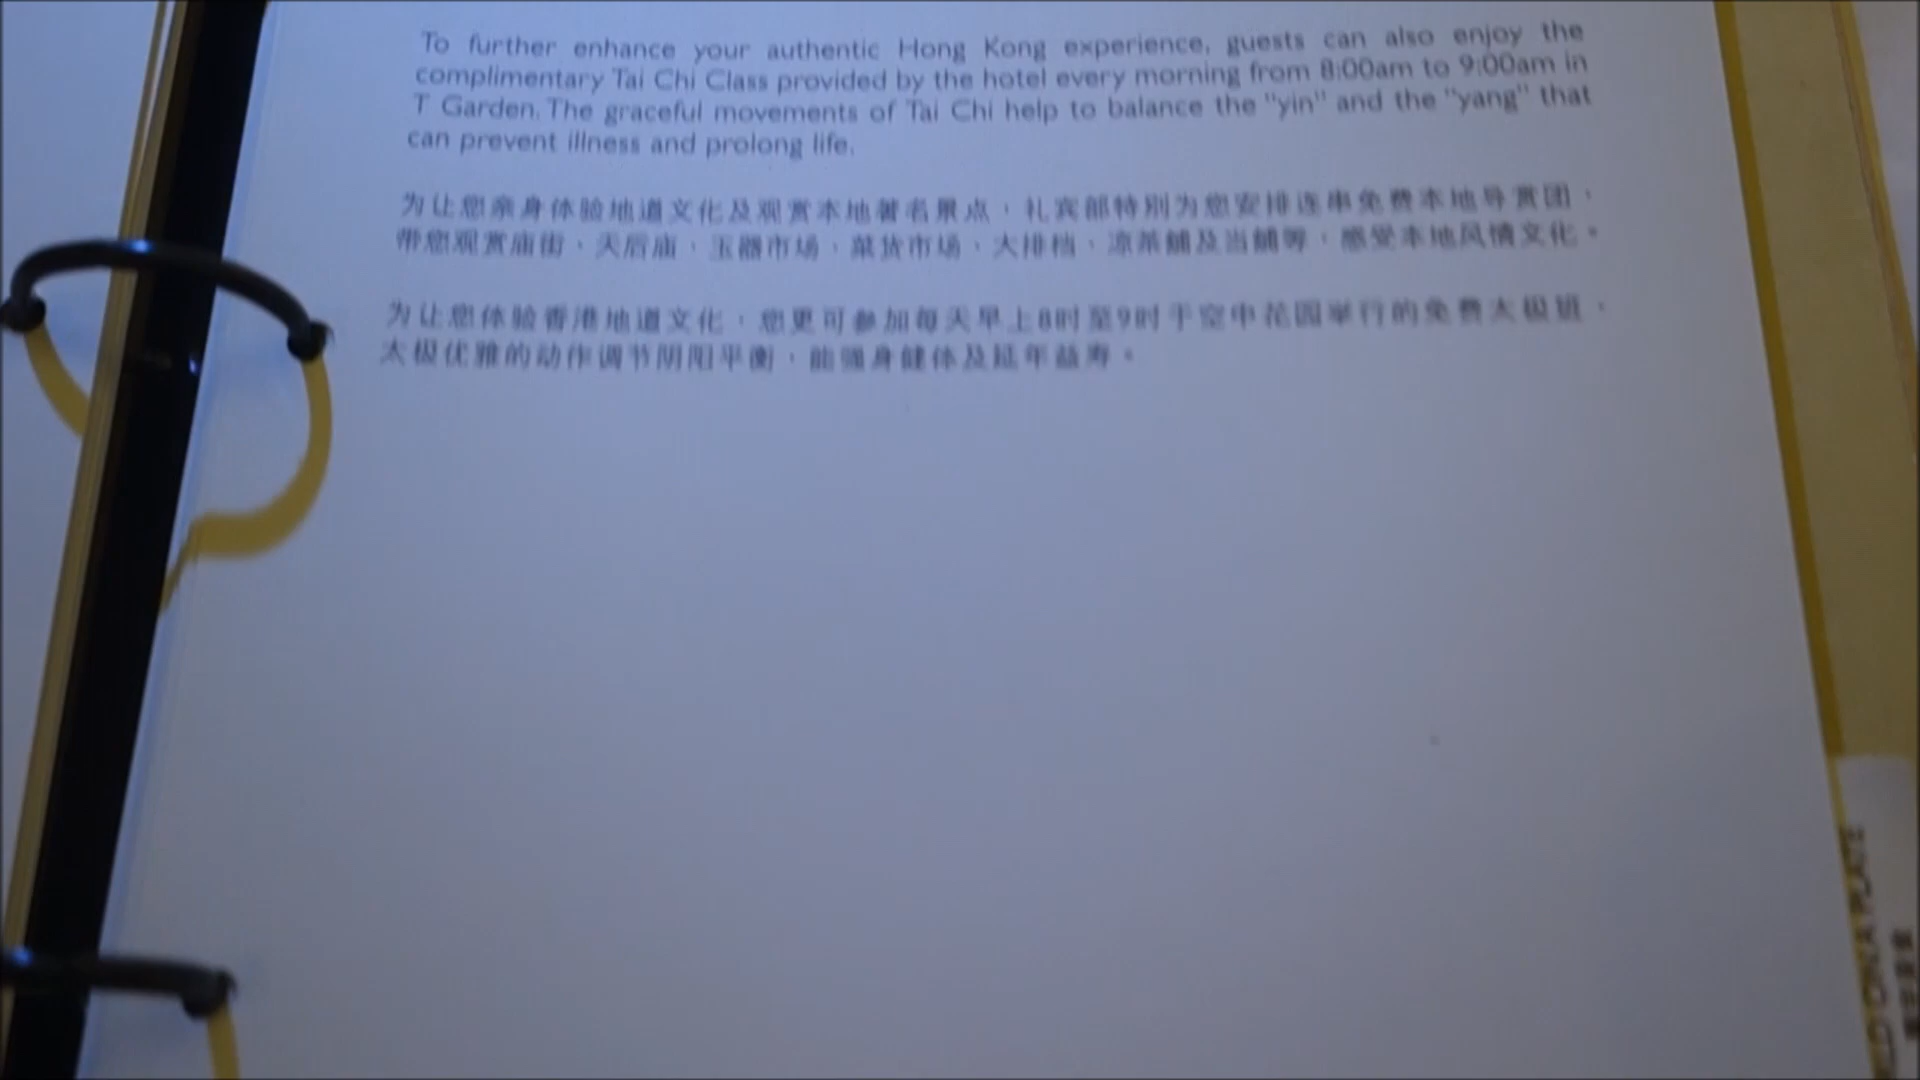 To further enhance your authentic Hong Kong experience, guests can also enjoy the
complimentary Tai Chi Class provided by the hotel every morning from 8:00am to 9:00am in
T Garden. The graceful movements of Tai Chi help to balance the "yin" and the "yang" that
can prevent illness and prolong life.
为让您亲身体验地道文化及观赏本地著名景点，礼宾部特别为您安排连串免费本地导赏团，
带您观赏庙街、天后庙、玉器市场、菜货市场、大排档、凉茶舖及当舖等，感受本地风情文化。
为让您体验香港地道文化，您更可参加每天早上8时至9时于空中花园举行的免费太极班，
太极优雅的动作调节阴阳平衡，能强身健体及延年益寿。
PLATE